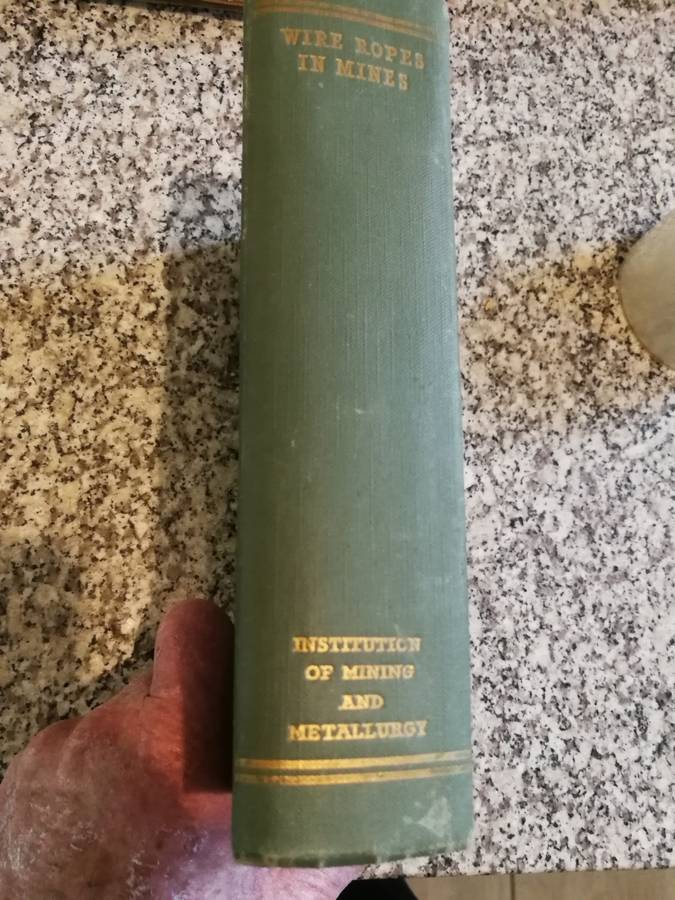 WIRE ROPES
IN MINES
INSTITUTION
OF MINING
AND
METALLURGY